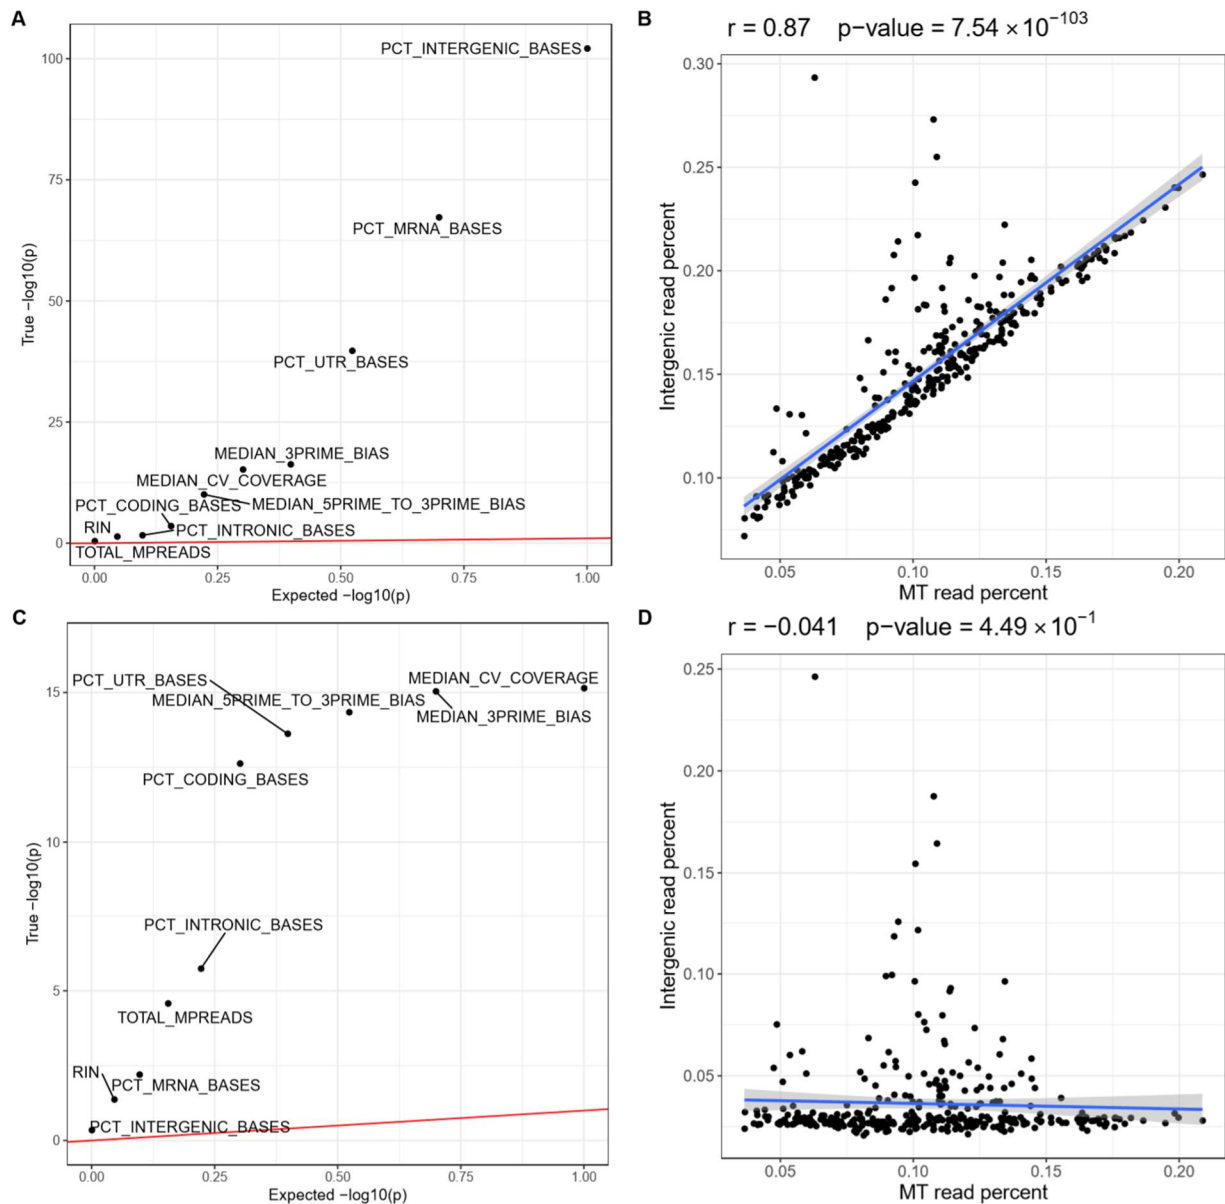 A
100
75
50
25
0
True −log10(p)
PCT_INTERGENIC_BASES
PCT_MRNA_BASES
PCT_UTR_BASES
MEDIAN_3PRIME_BIAS
MEDIAN_CV_COVERAGE
PCT_CODING_BASES
MEDIAN_5PRIME_TO_3PRIME_BIAS
RIN
PCT_INTRONIC_BASES
TOTAL_MPREADS
0.00 0.25 0.50 0.75 1.00
Expected −log10(p)
B
r = 0.87 p−value = 7.54 × 10−103
0.30
0.25
0.20
0.15
0.10
Intergenic read percent
0.05 0.10 0.15 0.20
MT read percent
C
15
10
5
0
True −log10(p)
PCT_UTR_BASES
MEDIAN_CV_COVERAGE
MEDIAN_5PRIME_TO_3PRIME_BIAS
MEDIAN_3PRIME_BIAS
PCT_CODING_BASES
PCT_INTRONIC_BASES
TOTAL_MPREADS
RIN
PCT_MRNA_BASES
PCT_INTERGENIC_BASES
0.00 0.25 0.50 0.75 1.00
Expected −log10(p)
D
r = −0.041 p−value = 4.49 × 10−1
0.25
0.20
0.15
0.10
0.05
Intergenic read percent
0.05 0.10 0.15 0.20
MT read percent